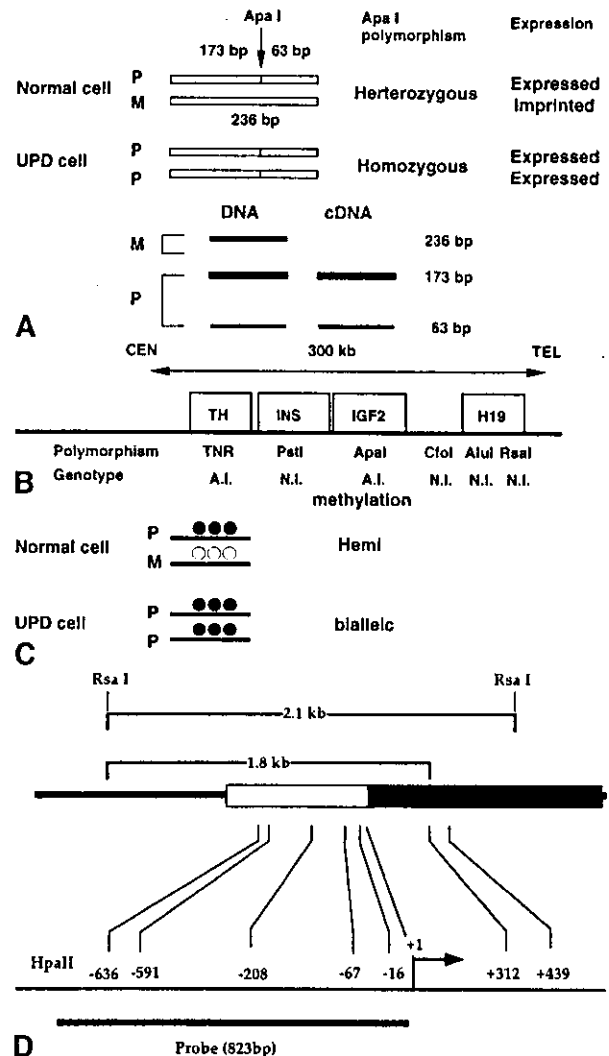 Apa I Apa I polymorphism Expression
173 bp 63 bp
Normal cell P Expressed
M Herterozygous Imprinted
236 bp
UPD cell P Homozygous Expressed
P Expressed
DNA cDNA
M 236 bp
173 bp
P
63 bp
A
CEN 300 kb TEL
TH INS IGF2 H19
Polymorphism TNR PstI ApaI CfoI AluI RsaI
Genotype A.I. N.I. A.I. N.I. N.I. N.I.
B
methylation
Normal cell P Hemi
M
UPD cell P biallelc
P
C
Rsa I Rsa I
2.1 kb
1.8 kb
+1
HpaII -636 -591 -208 -67 -16 +312 +439
D
Probe (823bp)